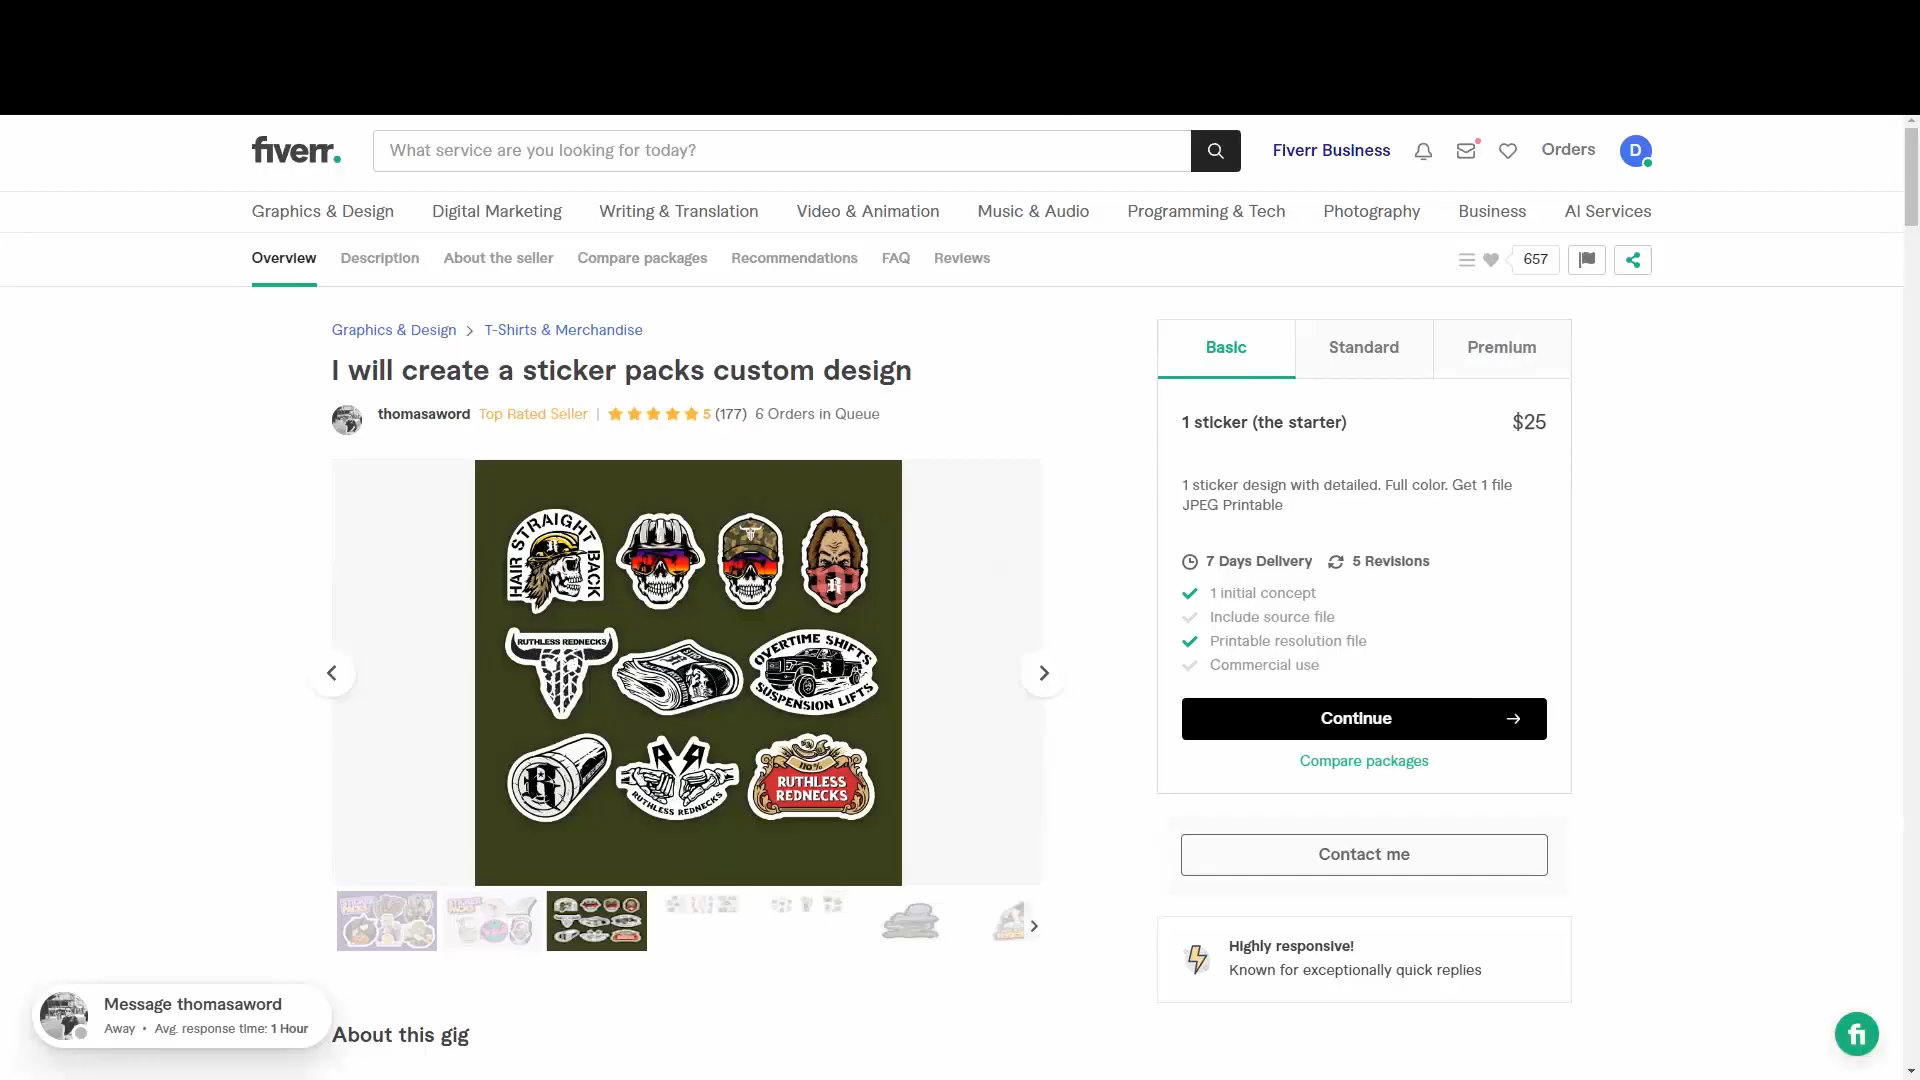 fiverr.
What service are you looking for today?
Fiverr Business
Orders
D
Graphics & Design
Digital Marketing
Writing & Translation
Video & Animation
Music & Audio
Programming & Tech
Photography
Business
AI Services
Overview
Description
About the seller
Compare packages
Recommendations
FAQ
Reviews
657
Graphics & Design
T-Shirts & Merchandise
I will create a sticker packs custom design
thomasaword Top Rated Seller | 5 (177) 6 Orders in Queue
HAIR STRAIGHT BACK
RUTHLESS REDNECKS
OVERTIME SHIFTS
SUSPENSION LIFTS
RUTHLESS REDNECKS
110%
RUTHLESS
REDNECKS
Basic
Standard
Premium
1 sticker (the starter)
$25
1 sticker design with detailed. Full color. Get 1 file
JPEG Printable
7 Days Delivery
5 Revisions
1 initial concept
Include source file
Printable resolution file
Commercial use
Continue
Compare packages
Contact me
Highly responsive!
Known for exceptionally quick replies
Message thomasaword
Away • Avg. response time: 1 Hour
About this gig
fi